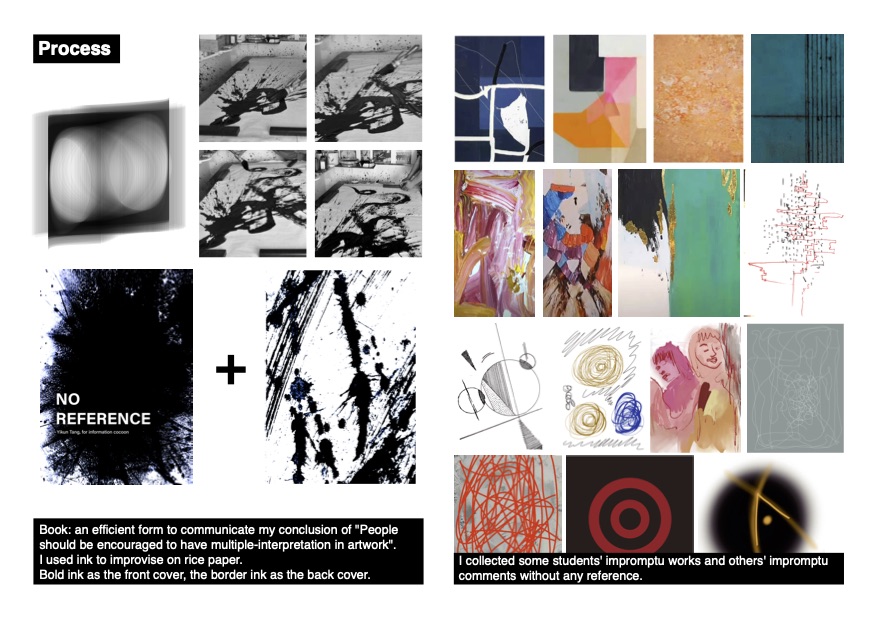 Process
NO
REFERENCE
Yikun Tang, for information cocoon
+
Book: an efficient form to communicate my conclusion of "People
should be encouraged to have multiple-interpretation in artwork".
I used ink to improvise on rice paper.
Bold ink as the front cover, the border ink as the back cover.
I collected some students' impromptu works and others' impromptu
comments without any reference.